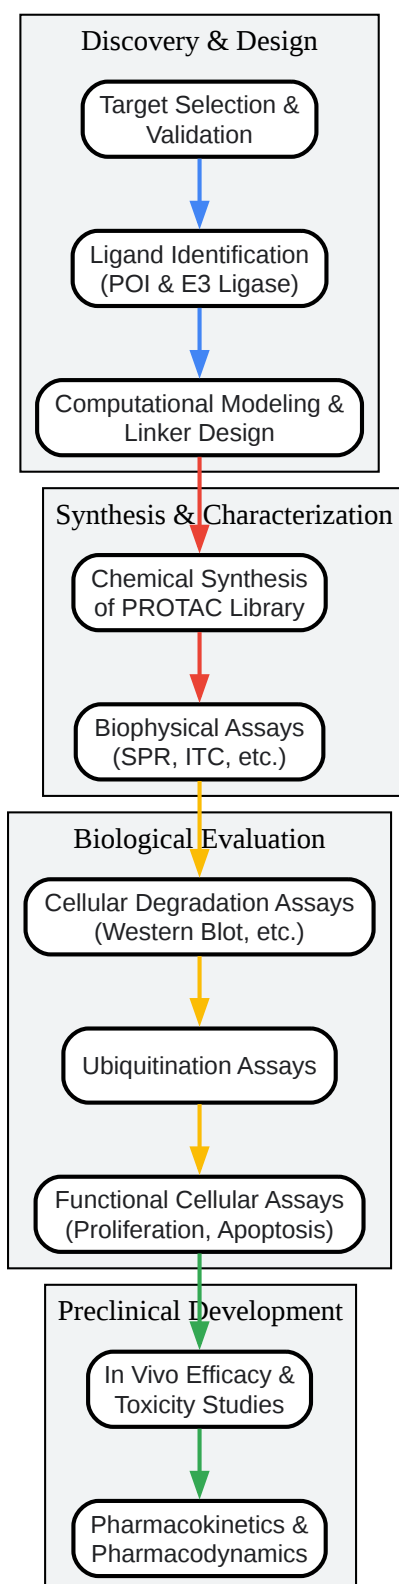 Discovery & Design
Target Selection &
Validation
Ligand Identification
(POI & E3 Ligase)
Computational Modeling &
Linker Design
Synthesis & Characterization
Chemical Synthesis
of PROTAC Library
Biophysical Assays
(SPR, ITC, etc.)
Biological Evaluation
Cellular Degradation Assays
(Western Blot, etc.)
Ubiquitination Assays
Functional Cellular Assays
(Proliferation, Apoptosis)
Preclinical Development
In Vivo Efficacy &
Toxicity Studies
Pharmacokinetics &
Pharmacodynamics